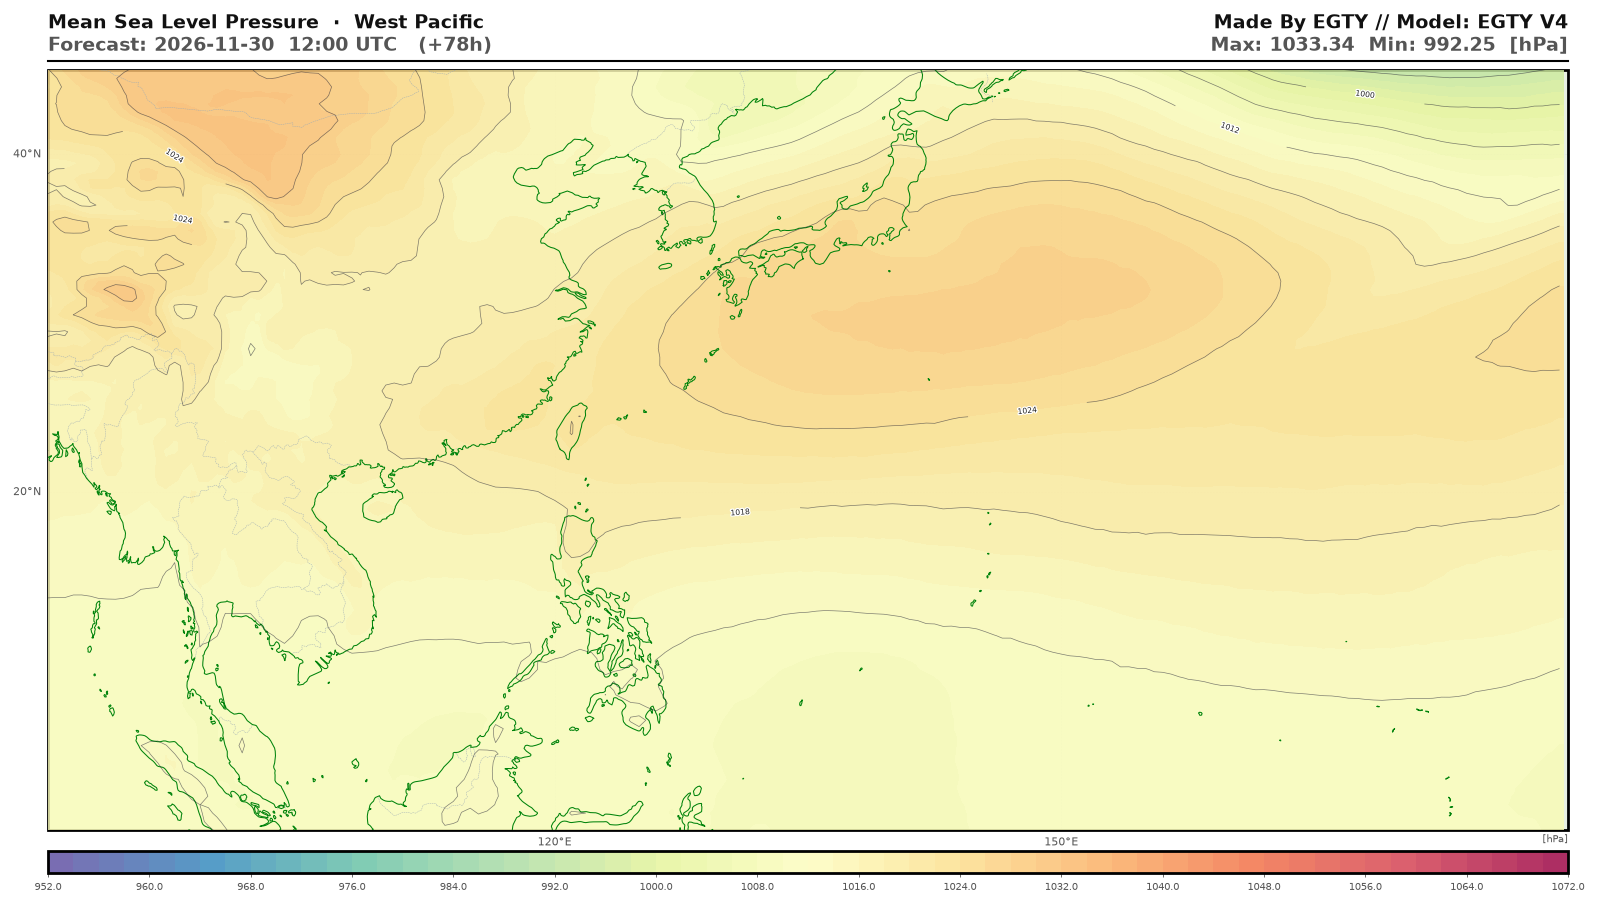 Mean Sea Level Pressure · West Pacific
Made By EGTY // Model: EGTY V4
Forecast: 2026-11-30 12:00 UTC (+78h)
Max: 1033.34 Min: 992.25 [hPa]
1000
1012
40°N
1024
1024
1024
20°N
1018
120°E
150°E
[hPa]
952.0
960.0
968.0
976.0
984.0
992.0
1000.0
1008.0
1016.0
1024.0
1032.0
1040.0
1048.0
1056.0
1064.0
1072.0